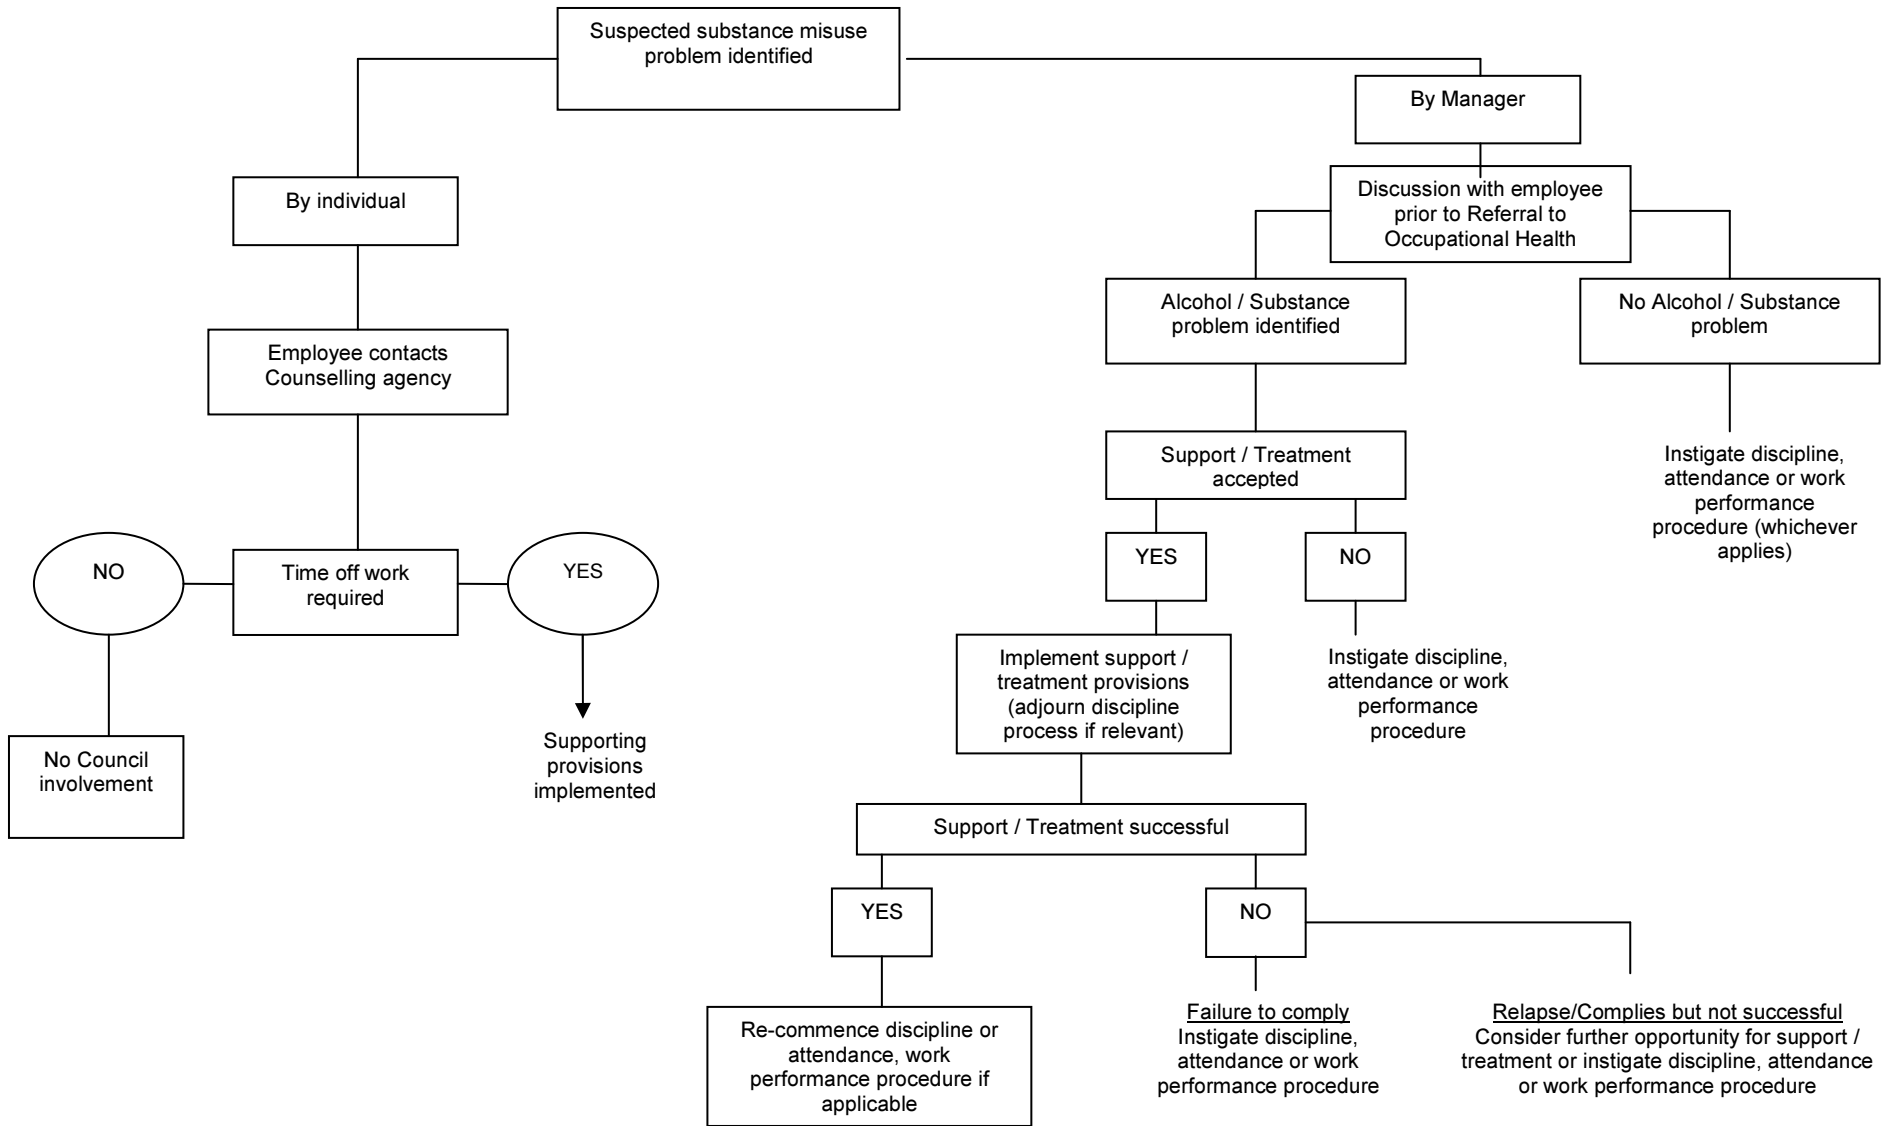 Suspected substance misuse
problem identified
By Manager
By individual
Discussion with employee
prior to Referral to
Occupational Health
Alcohol / Substance
problem identified
No Alcohol / Substance
problem
Employee contacts
Counselling agency
Support / Treatment
accepted
Instigate discipline,
attendance or work
performance
procedure (whichever
applies)
NO
Time off work
required
YES
YES
NO
Implement support /
treatment provisions
(adjourn discipline
process if relevant)
Instigate discipline,
attendance or work
performance
procedure
No Council
involvement
Supporting
provisions
implemented
Support / Treatment successful
YES
NO
Re-commence discipline or
attendance, work
performance procedure if
applicable
Failure to comply
Instigate discipline,
attendance or work
performance procedure
Relapse/Complies but not successful
Consider further opportunity for support /
treatment or instigate discipline, attendance
or work performance procedure